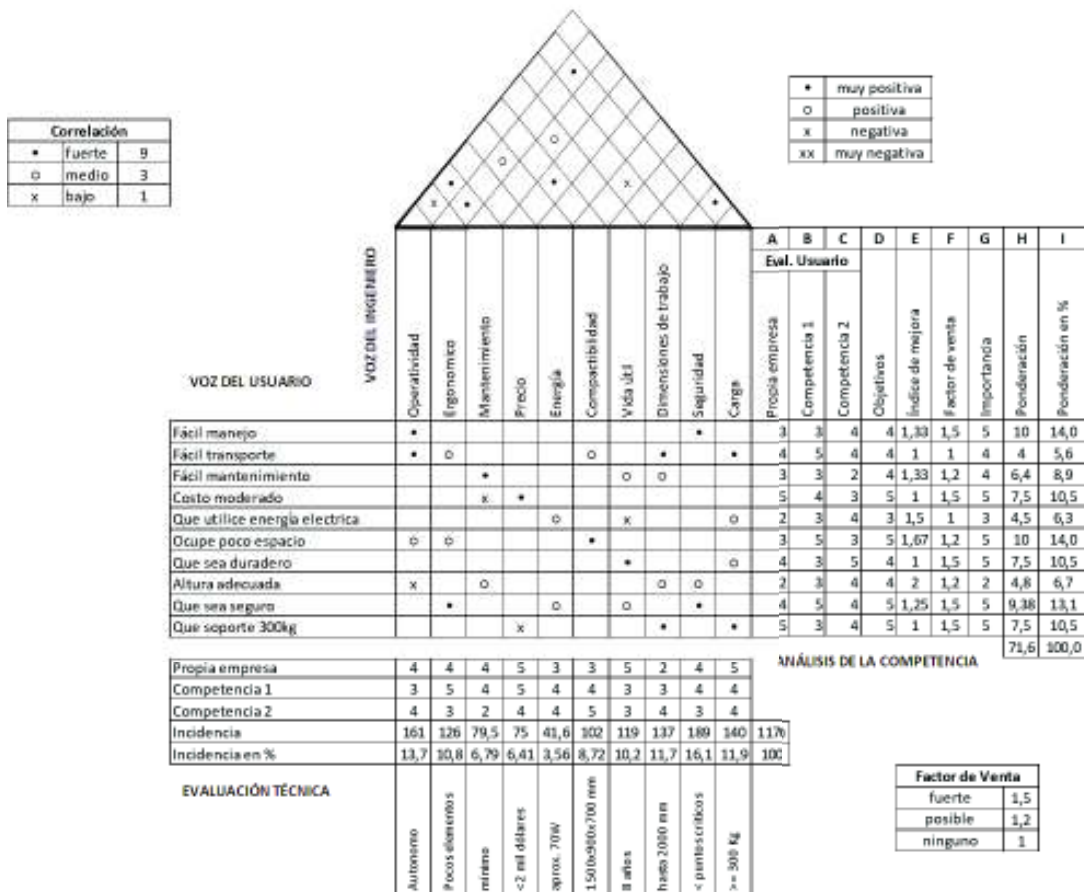 • muy positiva
o positiva
x negativa
xx muy negativa
Correlación
• fuerte 9
o medio 3
x bajo 1
A B C D E F G H I
Eval. Usuario
VOZ DEL INGENIERO
VOZ DEL USUARIO
Operatividad
Ergonomico
Mantenimiento
Precio
Energía
Compactibilidad
Vida útil
Dimensiones de trabajo
Seguridad
Carga
Propia empresa
Competencia 1
Competencia 2
Objetivos
Índice de mejora
Factor de venta
Importancia
Ponderación
Ponderación en %
Fácil manejo • • 3 3 4 4 1,33 1,5 5 10 14,0
Fácil transporte • o o • • 4 5 4 4 1 1 4 4 5,6
Fácil mantenimiento • o o 3 3 2 4 1,33 1,2 4 6,4 8,9
Costo moderado x • 5 4 3 5 1 1,5 5 7,5 10,5
Que utilice energía electrica o x o 2 3 4 3 1,5 1 3 4,5 6,3
Ocupe poco espacio o o • 3 5 3 5 1,67 1,2 5 10 14,0
Que sea duradero • o 4 3 5 4 1 1,5 5 7,5 10,5
Altura adecuada x o o o 2 3 4 4 2 1,2 2 4,8 6,7
Que sea seguro • o o • 4 5 4 5 1,25 1,5 5 9,38 13,1
Que soporte 300kg x • • 5 3 4 5 1 1,5 5 7,5 10,5
71,6 100,0
ANÁLISIS DE LA COMPETENCIA
Propia empresa 4 4 4 5 3 3 5 2 4 5
Competencia 1 3 5 4 5 4 4 3 3 4 4
Competencia 2 4 3 2 4 4 5 3 4 3 4
Incidencia 161 126 79,5 75 41,6 102 119 137 189 140 1170
Incidencia en % 13,7 10,8 6,79 6,41 3,56 8,72 10,2 11,7 16,1 11,9 100
EVALUACIÓN TÉCNICA
Autonomo
Pocos elementos
mínimo
<2 mil dólares
aprox. 70W
1500x900x700 mm
8 años
hasta 2000 mm
< puntos criticos
>= 300 Kg
Factor de Venta
fuerte 1,5
posible 1,2
ninguno 1